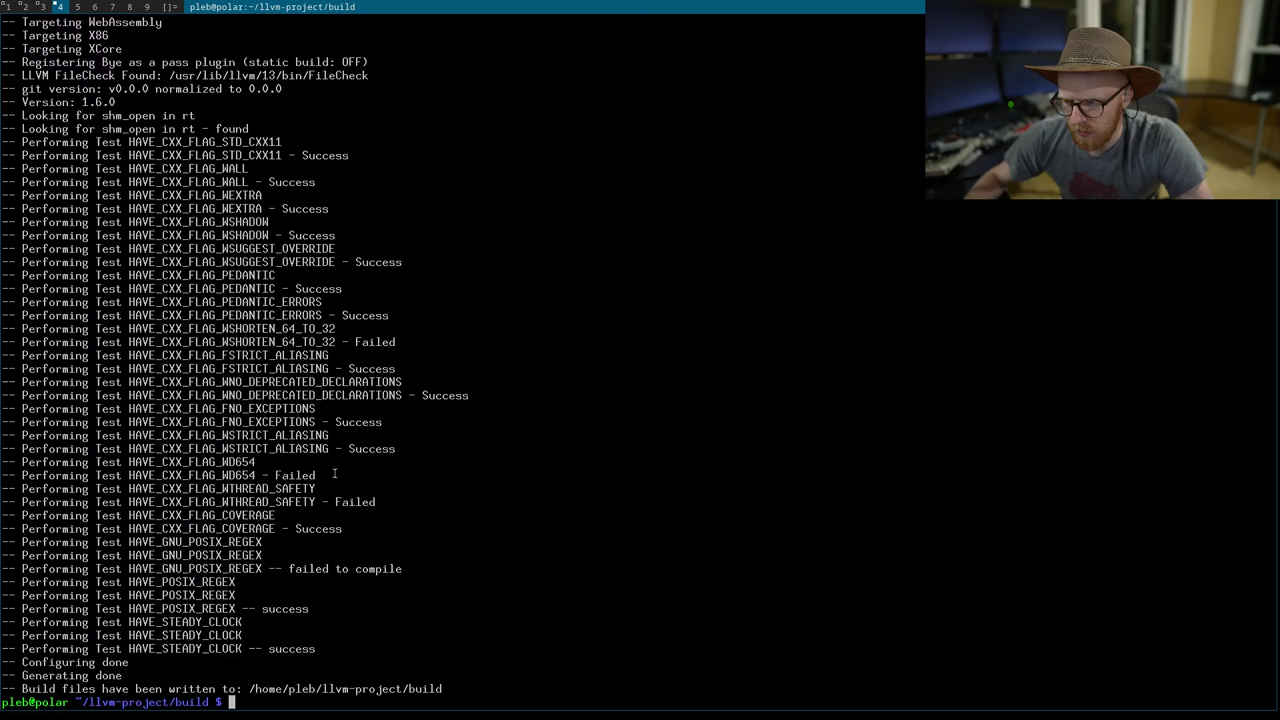 1 2 3 4 5 6 7 8 9 []= pleb@polar:~/llvm-project/build
-- Targeting WebAssembly
-- Targeting X86
-- Targeting XCore
-- Registering Bye as a pass plugin (static build: OFF)
-- LLVM FileCheck Found: /usr/lib/llvm/13/bin/FileCheck
-- git version: v0.0.0 normalized to 0.0.0
-- Version: 1.6.0
-- Looking for shm_open in rt
-- Looking for shm_open in rt - found
-- Performing Test HAVE_CXX_FLAG_STD_CXX11
-- Performing Test HAVE_CXX_FLAG_STD_CXX11 - Success
-- Performing Test HAVE_CXX_FLAG_WALL
-- Performing Test HAVE_CXX_FLAG_WALL - Success
-- Performing Test HAVE_CXX_FLAG_WEXTRA
-- Performing Test HAVE_CXX_FLAG_WEXTRA - Success
-- Performing Test HAVE_CXX_FLAG_WSHADOW
-- Performing Test HAVE_CXX_FLAG_WSHADOW - Success
-- Performing Test HAVE_CXX_FLAG_WSUGGEST_OVERRIDE
-- Performing Test HAVE_CXX_FLAG_WSUGGEST_OVERRIDE - Success
-- Performing Test HAVE_CXX_FLAG_PEDANTIC
-- Performing Test HAVE_CXX_FLAG_PEDANTIC - Success
-- Performing Test HAVE_CXX_FLAG_PEDANTIC_ERRORS
-- Performing Test HAVE_CXX_FLAG_PEDANTIC_ERRORS - Success
-- Performing Test HAVE_CXX_FLAG_WSHORTEN_64_TO_32
-- Performing Test HAVE_CXX_FLAG_WSHORTEN_64_TO_32 - Failed
-- Performing Test HAVE_CXX_FLAG_FSTRICT_ALIASING
-- Performing Test HAVE_CXX_FLAG_FSTRICT_ALIASING - Success
-- Performing Test HAVE_CXX_FLAG_WNO_DEPRECATED_DECLARATIONS
-- Performing Test HAVE_CXX_FLAG_WNO_DEPRECATED_DECLARATIONS - Success
-- Performing Test HAVE_CXX_FLAG_FNO_EXCEPTIONS
-- Performing Test HAVE_CXX_FLAG_FNO_EXCEPTIONS - Success
-- Performing Test HAVE_CXX_FLAG_WSTRICT_ALIASING
-- Performing Test HAVE_CXX_FLAG_WSTRICT_ALIASING - Success
-- Performing Test HAVE_CXX_FLAG_WD654
-- Performing Test HAVE_CXX_FLAG_WD654 - Failed
-- Performing Test HAVE_CXX_FLAG_WTHREAD_SAFETY
-- Performing Test HAVE_CXX_FLAG_WTHREAD_SAFETY - Failed
-- Performing Test HAVE_CXX_FLAG_COVERAGE
-- Performing Test HAVE_CXX_FLAG_COVERAGE - Success
-- Performing Test HAVE_GNU_POSIX_REGEX
-- Performing Test HAVE_GNU_POSIX_REGEX
-- Performing Test HAVE_GNU_POSIX_REGEX -- failed to compile
-- Performing Test HAVE_POSIX_REGEX
-- Performing Test HAVE_POSIX_REGEX
-- Performing Test HAVE_POSIX_REGEX -- success
-- Performing Test HAVE_STEADY_CLOCK
-- Performing Test HAVE_STEADY_CLOCK
-- Performing Test HAVE_STEADY_CLOCK -- success
-- Configuring done
-- Generating done
-- Build files have been written to: /home/pleb/llvm-project/build
pleb@polar ~/llvm-project/build $